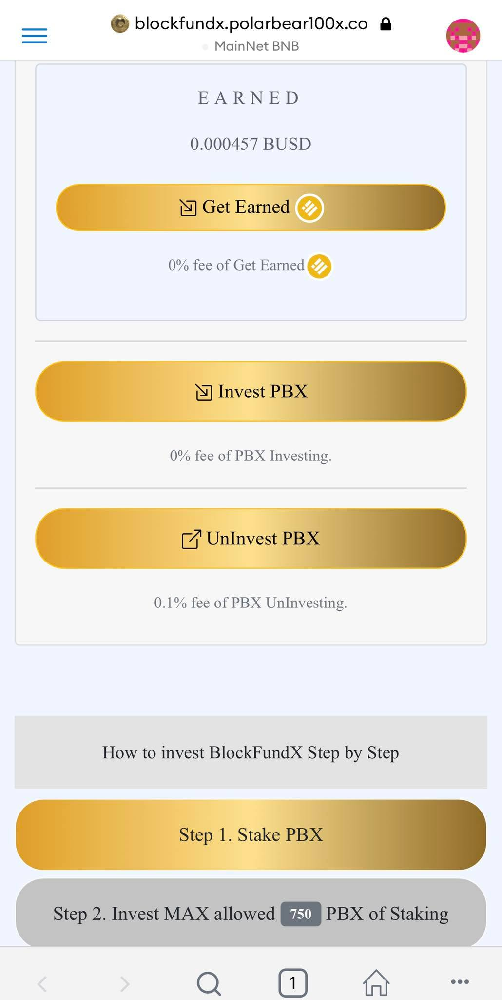 blockfundx.polarbear100x.co
MainNet BNB
EARNED
0.000457 BUSD
Get Earned
0% fee of Get Earned
Invest PBX
0% fee of PBX Investing.
UnInvest PBX
0.1% fee of PBX UnInvesting.
How to invest BlockFundX Step by Step
Step 1. Stake PBX
Step 2. Invest MAX allowed 750 PBX of Staking
1